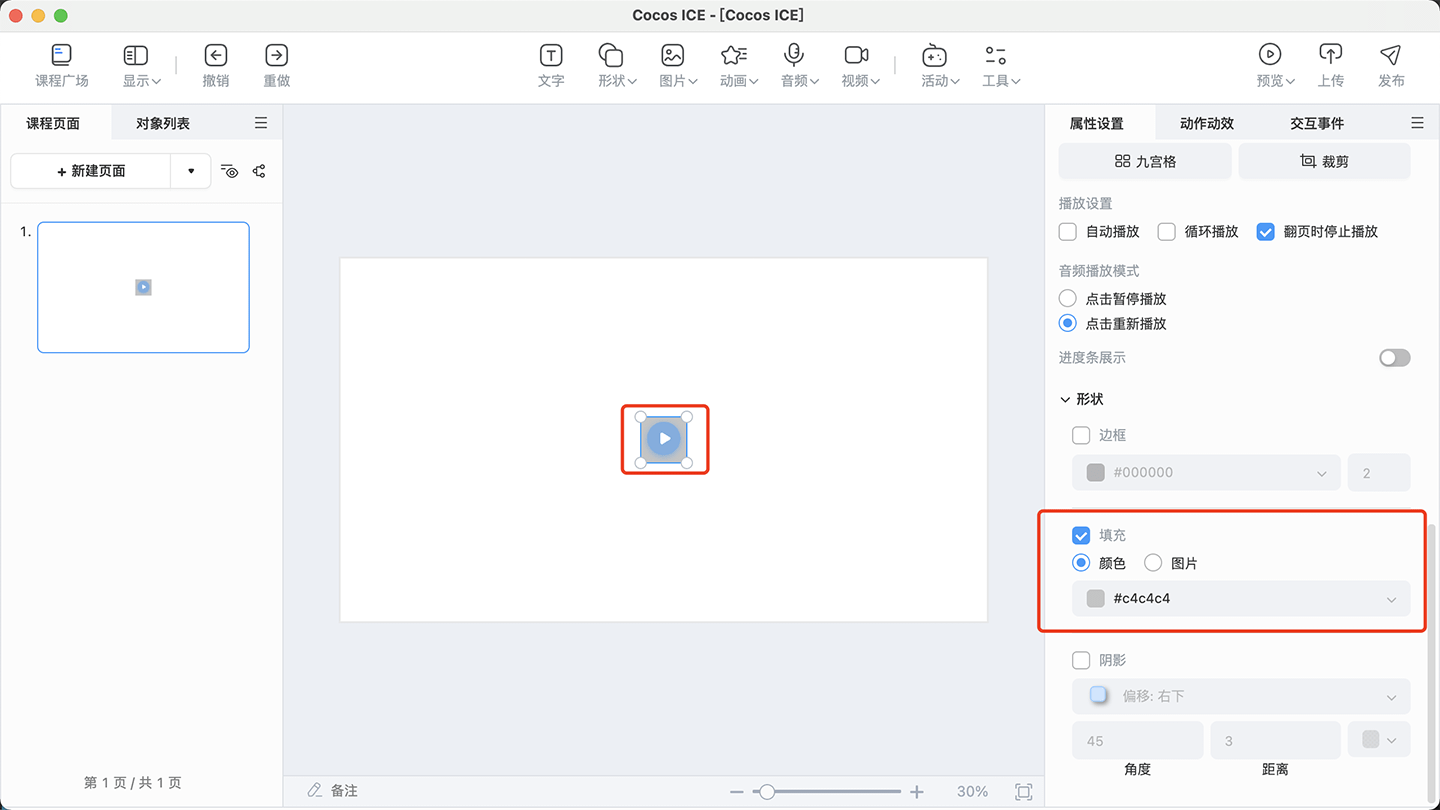 Cocos ICE - [Cocos ICE]
课程广场 显示 撤销 重做 文字 形状 图片 动画 音频 视频 活动 工具 预览 上传 发布
课程页面 对象列表
+ 新建页面
1.
第 1 页 / 共 1 页
备注 30%
属性设置 动作动效 交互事件
九宫格 裁剪
播放设置
自动播放 循环播放 翻页时停止播放
音频播放模式
点击暂停播放
点击重新播放
进度条展示
形状
边框
#000000 2
填充
颜色 图片
#c4c4c4
阴影
偏移: 右下
45 3
角度 距离